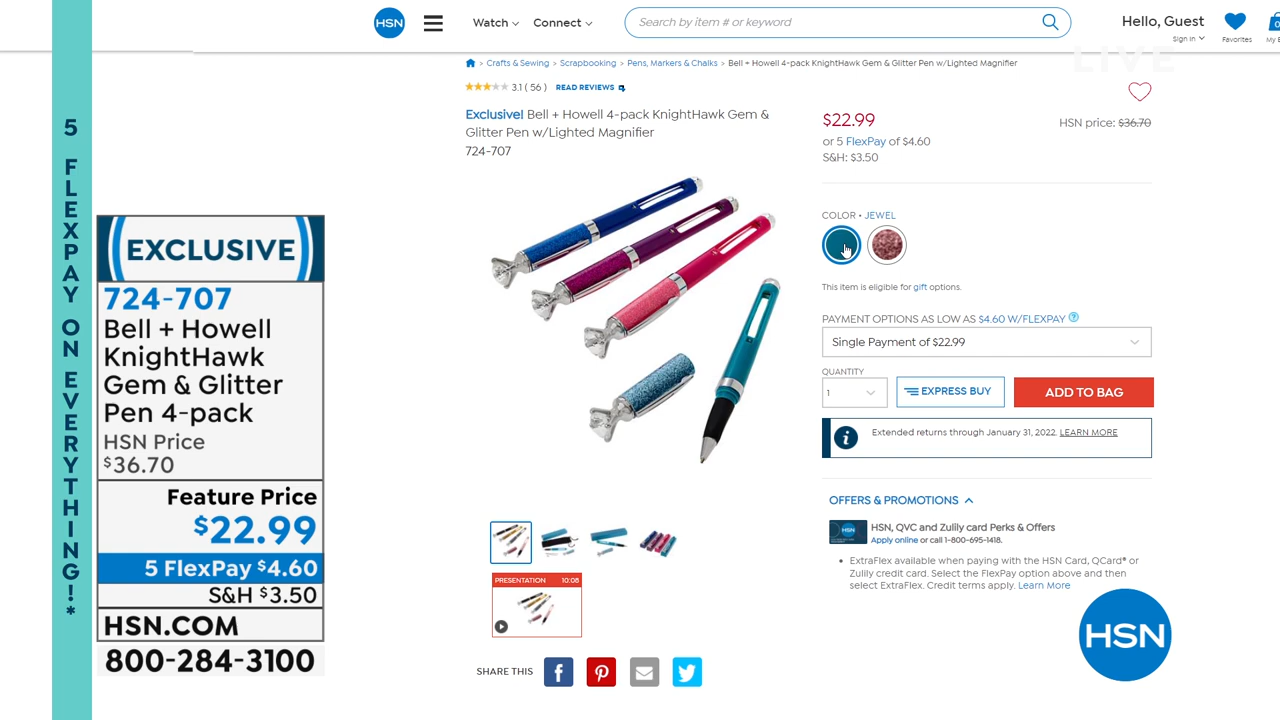 5 FLEXPAY ON EVERYTHING!*
HSN
Watch
Connect
Search by item # or keyword
Hello, Guest
Sign In
Favorites
LIVE
Crafts & Sewing > Scrapbooking > Pens, Markers & Chalks > Bell + Howell 4-pack KnightHawk Gem & Glitter Pen w/Lighted Magnifier
3.1 ( 56 ) READ REVIEWS
Exclusive! Bell + Howell 4-pack KnightHawk Gem &
Glitter Pen w/Lighted Magnifier
724-707
$22.99
HSN price: $36.70
or 5 FlexPay of $4.60
S&H: $3.50
COLOR • JEWEL
This item is eligible for gift options.
PAYMENT OPTIONS AS LOW AS $4.60 W/FLEXPAY ?
Single Payment of $22.99
QUANTITY
1
EXPRESS BUY
ADD TO BAG
i
Extended returns through January 31, 2022. LEARN MORE
OFFERS & PROMOTIONS
HSN
HSN, QVC and Zulily card Perks & Offers
Apply online or call 1-800-695-1418.
• ExtraFlex available when paying with the HSN Card, QCard® or
Zulily credit card. Select the FlexPay option above and then
select ExtraFlex. Credit terms apply. Learn More
PRESENTATION 10:08
SHARE THIS
EXCLUSIVE
724-707
Bell + Howell
KnightHawk
Gem & Glitter
Pen 4-pack
HSN Price
$36.70
Feature Price
$22.99
5 FlexPay $4.60
S&H $3.50
HSN.COM
800-284-3100
HSN